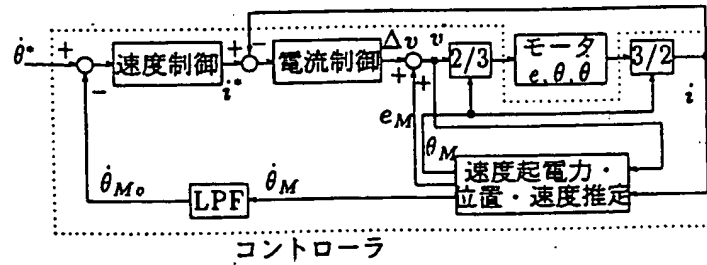 θ̇*
+
−
速度制御
i*
+
−
電流制御
Δv
v
+
+
2/3
モータ
e,θ,θ̇
3/2
i
e_M
θ_M
速度起電力・
位置・速度推定
θ̇_M
LPF
θ̇_Mo
コントローラ